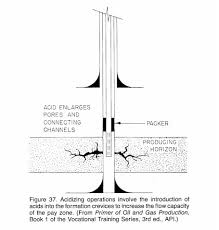 ACID ENLARGES
PORES AND
CONNECTING
CHANNELS
PACKER
PRODUCING
HORIZON
Figure 37. Acidizing operations involve the introduction of
acids into the formation crevices to increase the flow capacity
of the pay zone. (From Primer of Oil and Gas Production,
Book 1 of the Vocational Training Series, 3rd ed., API.)